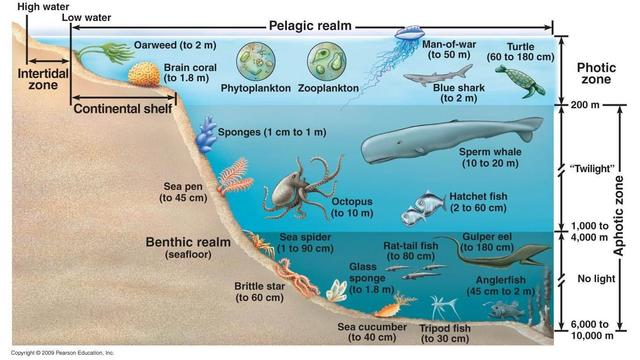 High water
Low water
Pelagic realm
Intertidal
zone
Continental shelf
Oarweed (to 2 m)
Brain coral
(to 1.8 m)
Phytoplankton
Zooplankton
Man-of-war
(to 50 m)
Turtle
(60 to 180 cm)
Blue shark
(to 2 m)
Photic
zone
200 m
Sponges (1 cm to 1 m)
Sperm whale
(10 to 20 m)
"Twilight"
Sea pen
(to 45 cm)
Octopus
(to 10 m)
Hatchet fish
(2 to 60 cm)
Aphotic zone
1,000 to
4,000 m
Benthic realm
(seafloor)
Sea spider
(1 to 90 cm)
Rat-tail fish
(to 80 cm)
Gulper eel
(to 180 cm)
Glass
sponge
(to 1.8 m)
Anglerfish
(45 cm to 2 m)
No light
Brittle star
(to 60 cm)
Sea cucumber
(to 40 cm)
Tripod fish
(to 30 cm)
6,000 to
10,000 m
Copyright © 2009 Pearson Education, Inc.